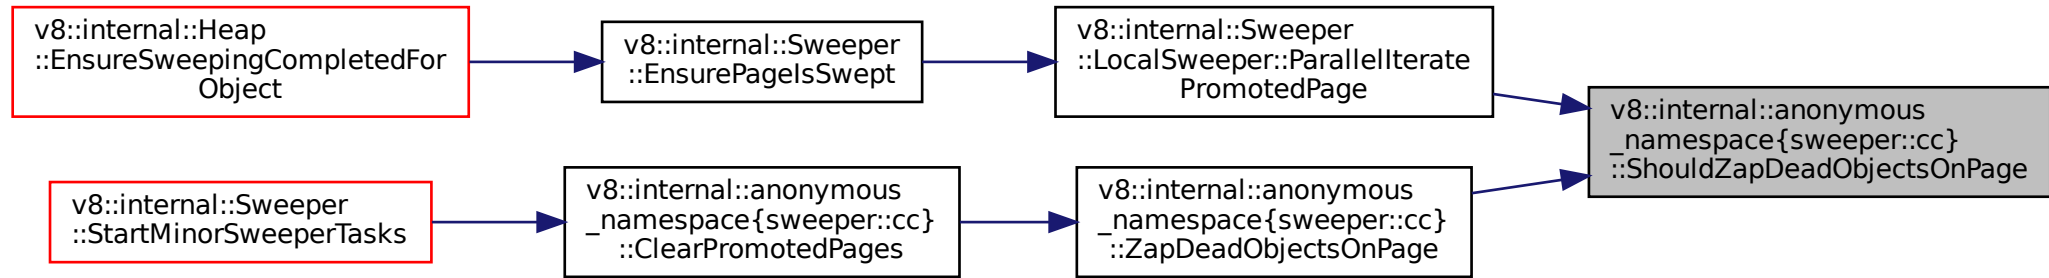 v8::internal::Heap
::EnsureSweepingCompletedFor
Object
v8::internal::Sweeper
::EnsurePageIsSwept
v8::internal::Sweeper
::LocalSweeper::ParallelIterate
PromotedPage
v8::internal::anonymous
_namespace{sweeper::cc}
::ShouldZapDeadObjectsOnPage
v8::internal::Sweeper
::StartMinorSweeperTasks
v8::internal::anonymous
_namespace{sweeper::cc}
::ClearPromotedPages
v8::internal::anonymous
_namespace{sweeper::cc}
::ZapDeadObjectsOnPage